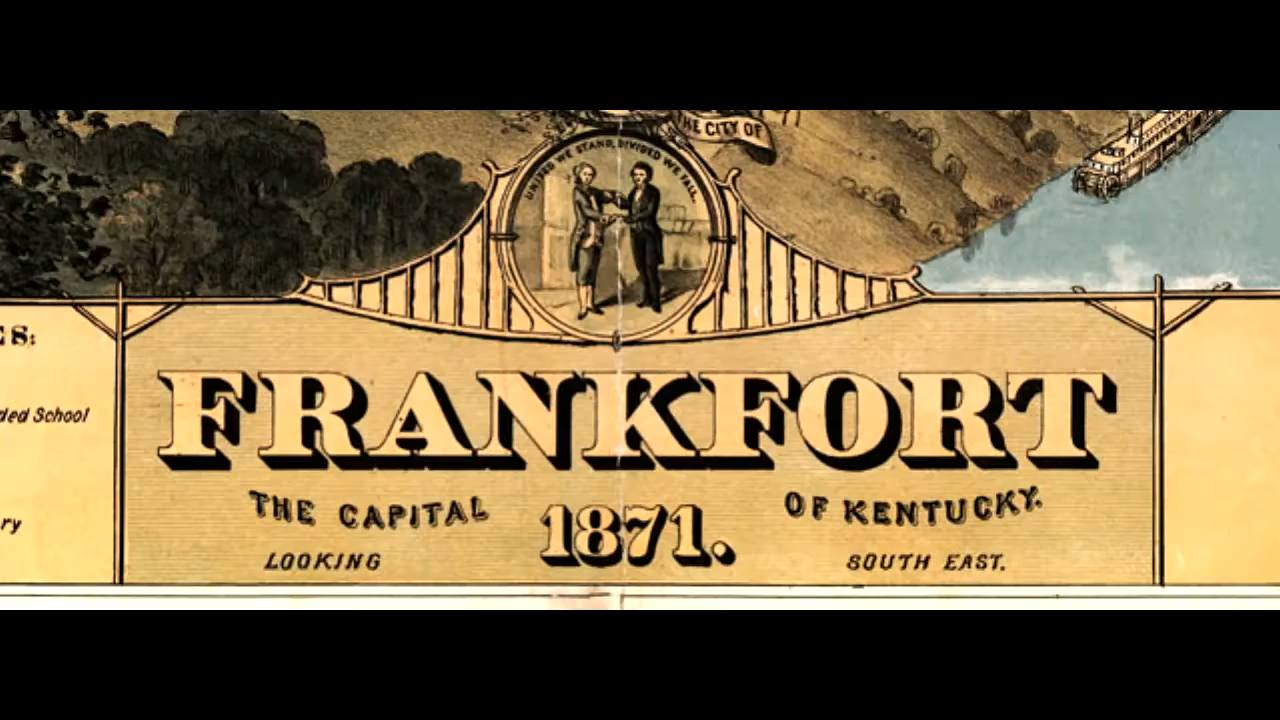 THE CITY OF
UNITED WE STAND, DIVIDED WE FALL.
ES:
ded School
ry
FRANKFORT
THE CAPITAL 1871. OF KENTUCKY.
LOOKING SOUTH EAST.